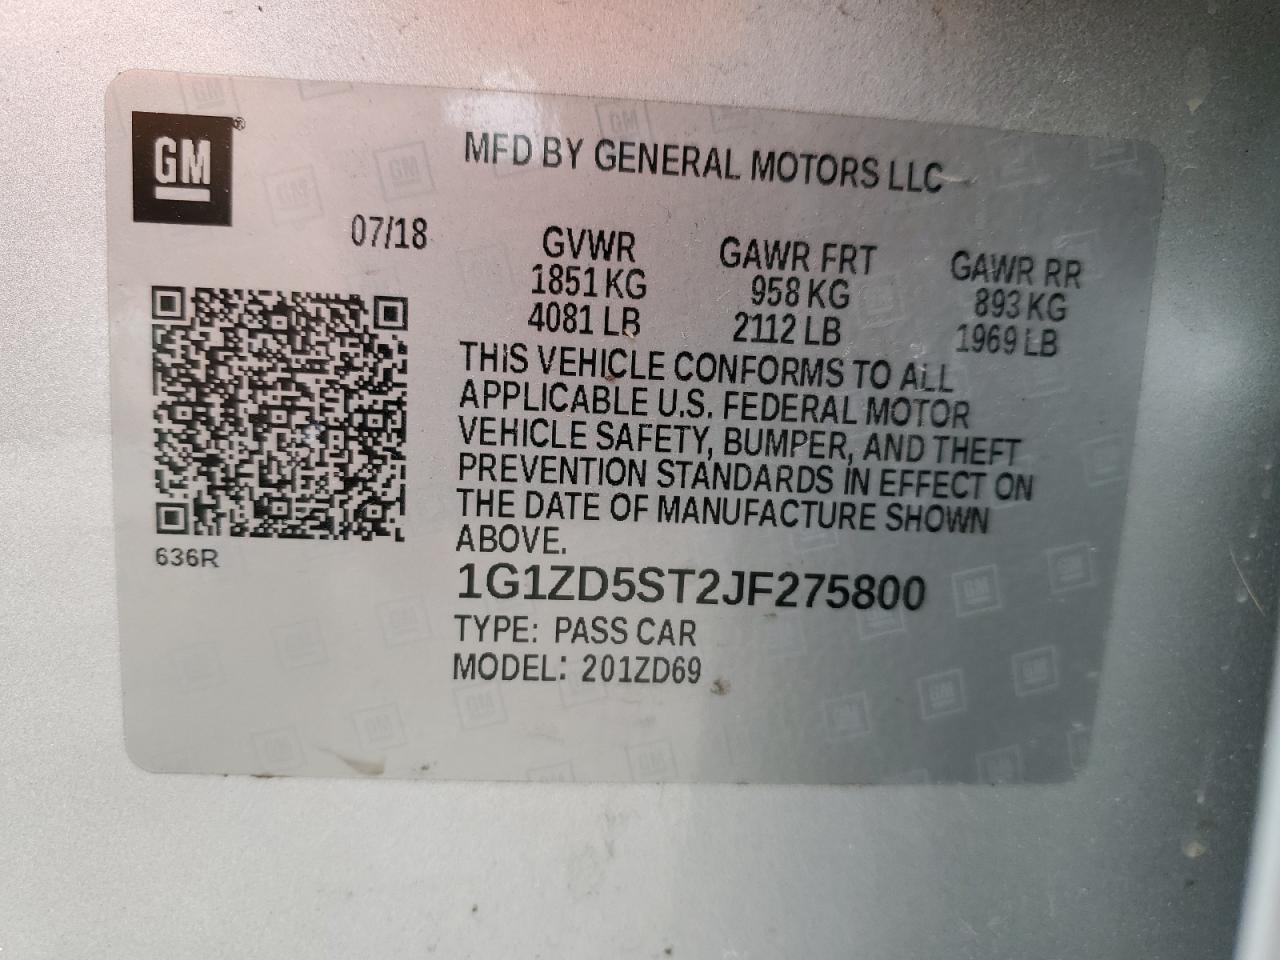 GM®
MFD BY GENERAL MOTORS LLC
07/18
GVWR GAWR FRT GAWR RR
1851 KG 958 KG 893 KG
4081 LB 2112 LB 1969 LB
THIS VEHICLE CONFORMS TO ALL
APPLICABLE U.S. FEDERAL MOTOR
VEHICLE SAFETY, BUMPER, AND THEFT
PREVENTION STANDARDS IN EFFECT ON
THE DATE OF MANUFACTURE SHOWN
ABOVE.
636R
1G1ZD5ST2JF275800
TYPE: PASS CAR
MODEL: 201ZD69